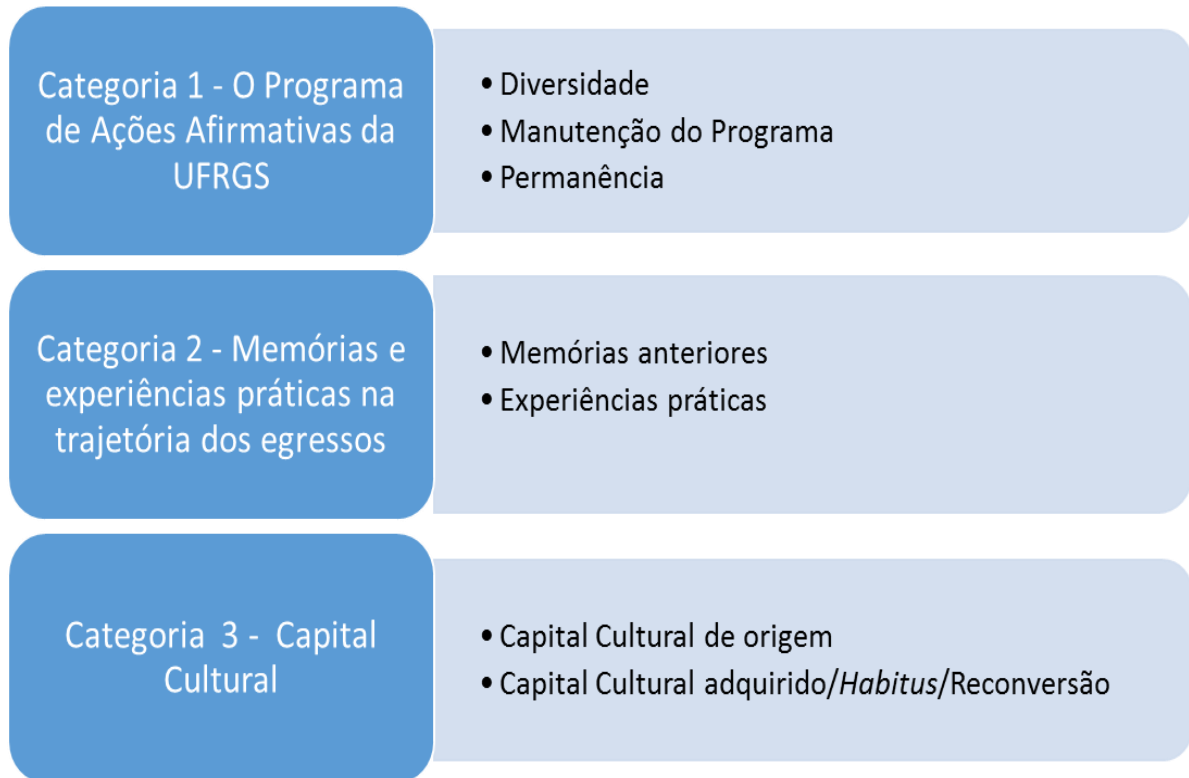 Categoria 1 - O Programa
de Ações Afirmativas da
UFRGS
• Diversidade
• Manutenção do Programa
• Permanência
Categoria 2 - Memórias e
experiências práticas na
trajetória dos egressos
• Memórias anteriores
• Experiências práticas
Categoria 3 - Capital
Cultural
• Capital Cultural de origem
• Capital Cultural adquirido/Habitus/Reconversão